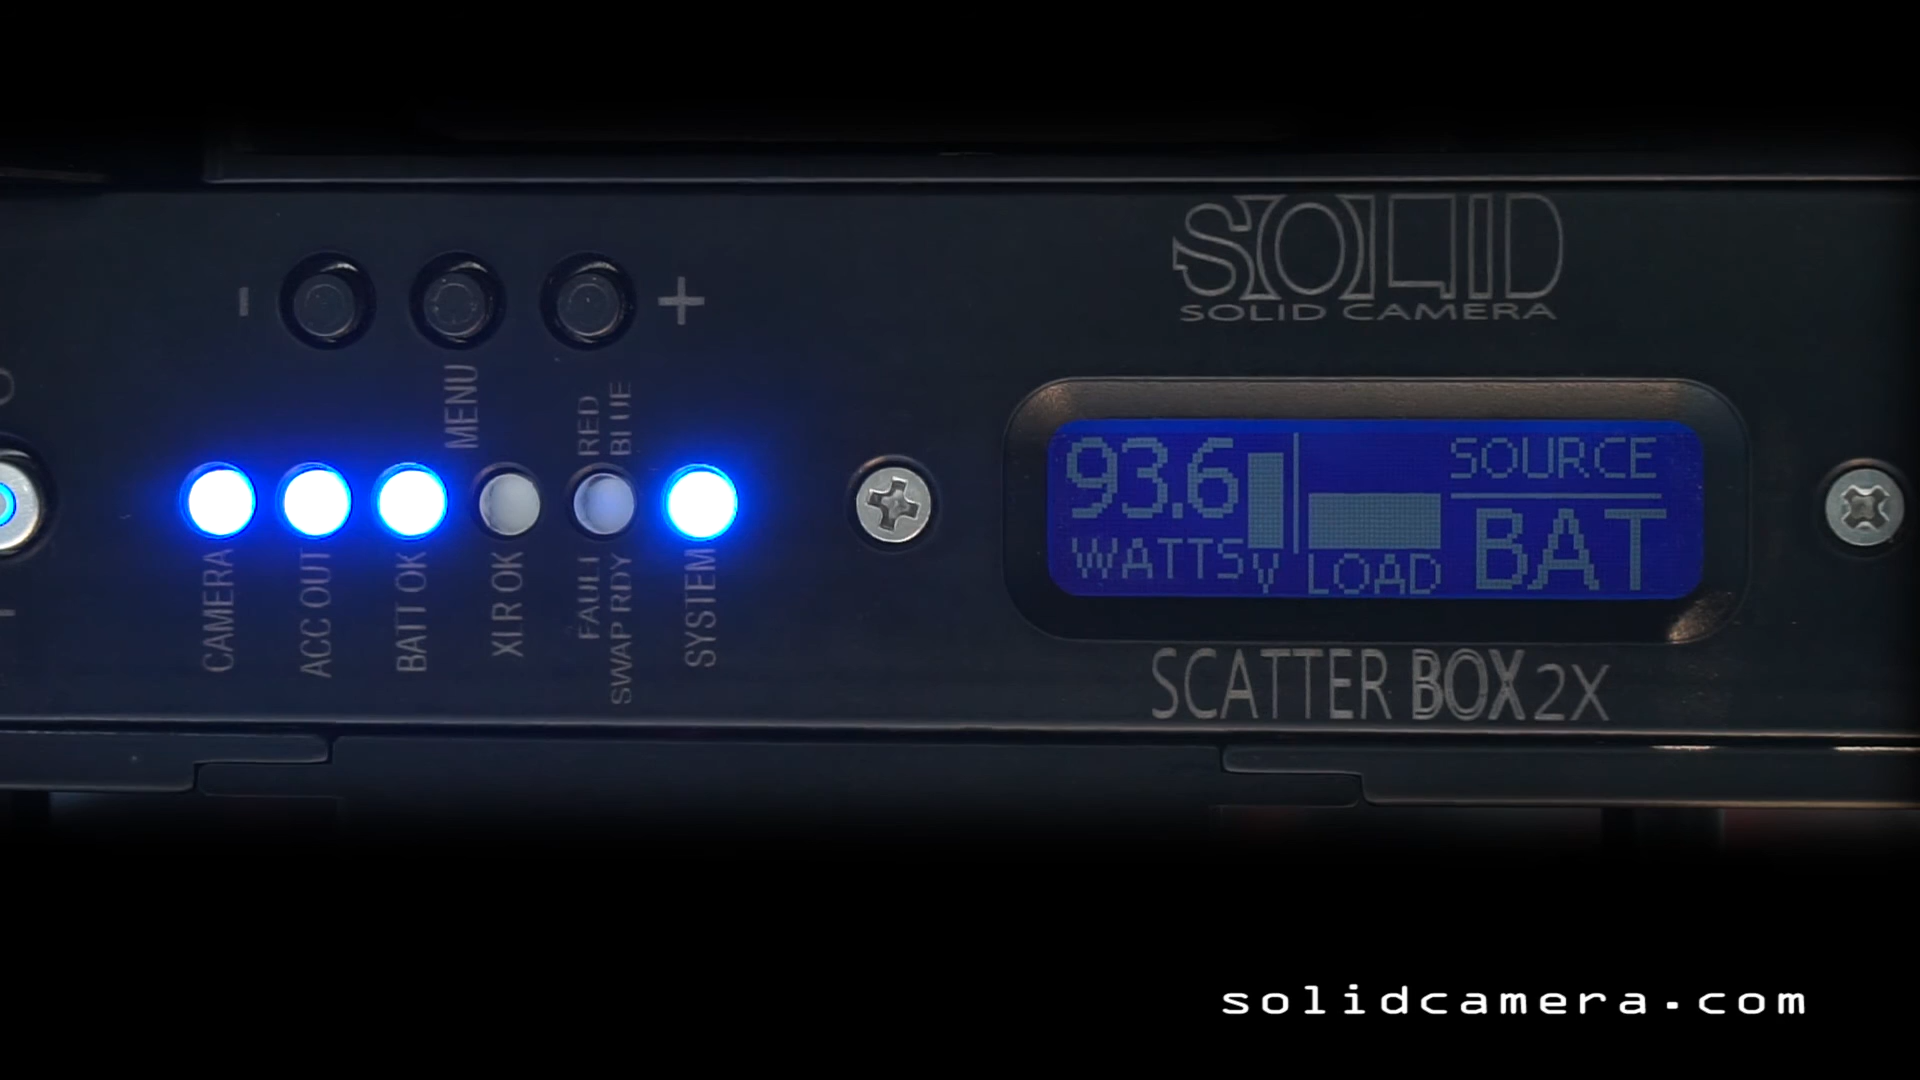 SOLID
SOLID CAMERA
-
+
MENU
RED
BLUE
93.6
WATTS
V
LOAD
SOURCE
BAT
CAMERA
ACC OUT
BATT OK
XLR OK
FAULT
SWAP RDY
SYSTEM
SCATTER BOX 2X
solidcamera.com